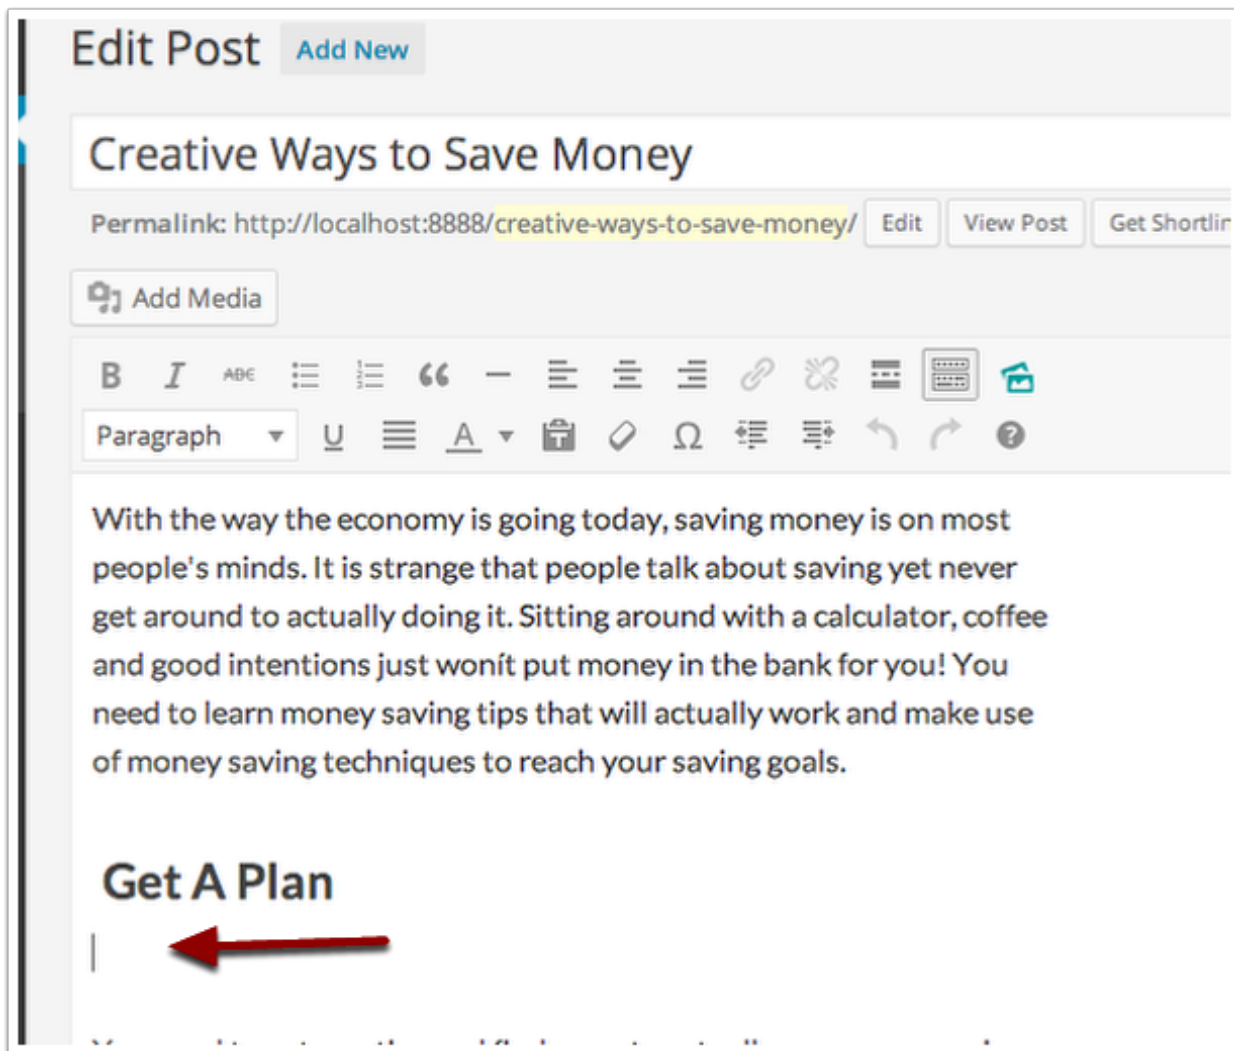 Edit Post Add New
Creative Ways to Save Money
Permalink: http://localhost:8888/creative-ways-to-save-money/ Edit View Post Get Shortlin
Add Media
B I ABC
Paragraph U A T Ω ?
With the way the economy is going today, saving money is on most
people's minds. It is strange that people talk about saving yet never
get around to actually doing it. Sitting around with a calculator, coffee
and good intentions just wonít put money in the bank for you! You
need to learn money saving tips that will actually work and make use
of money saving techniques to reach your saving goals.
Get A Plan